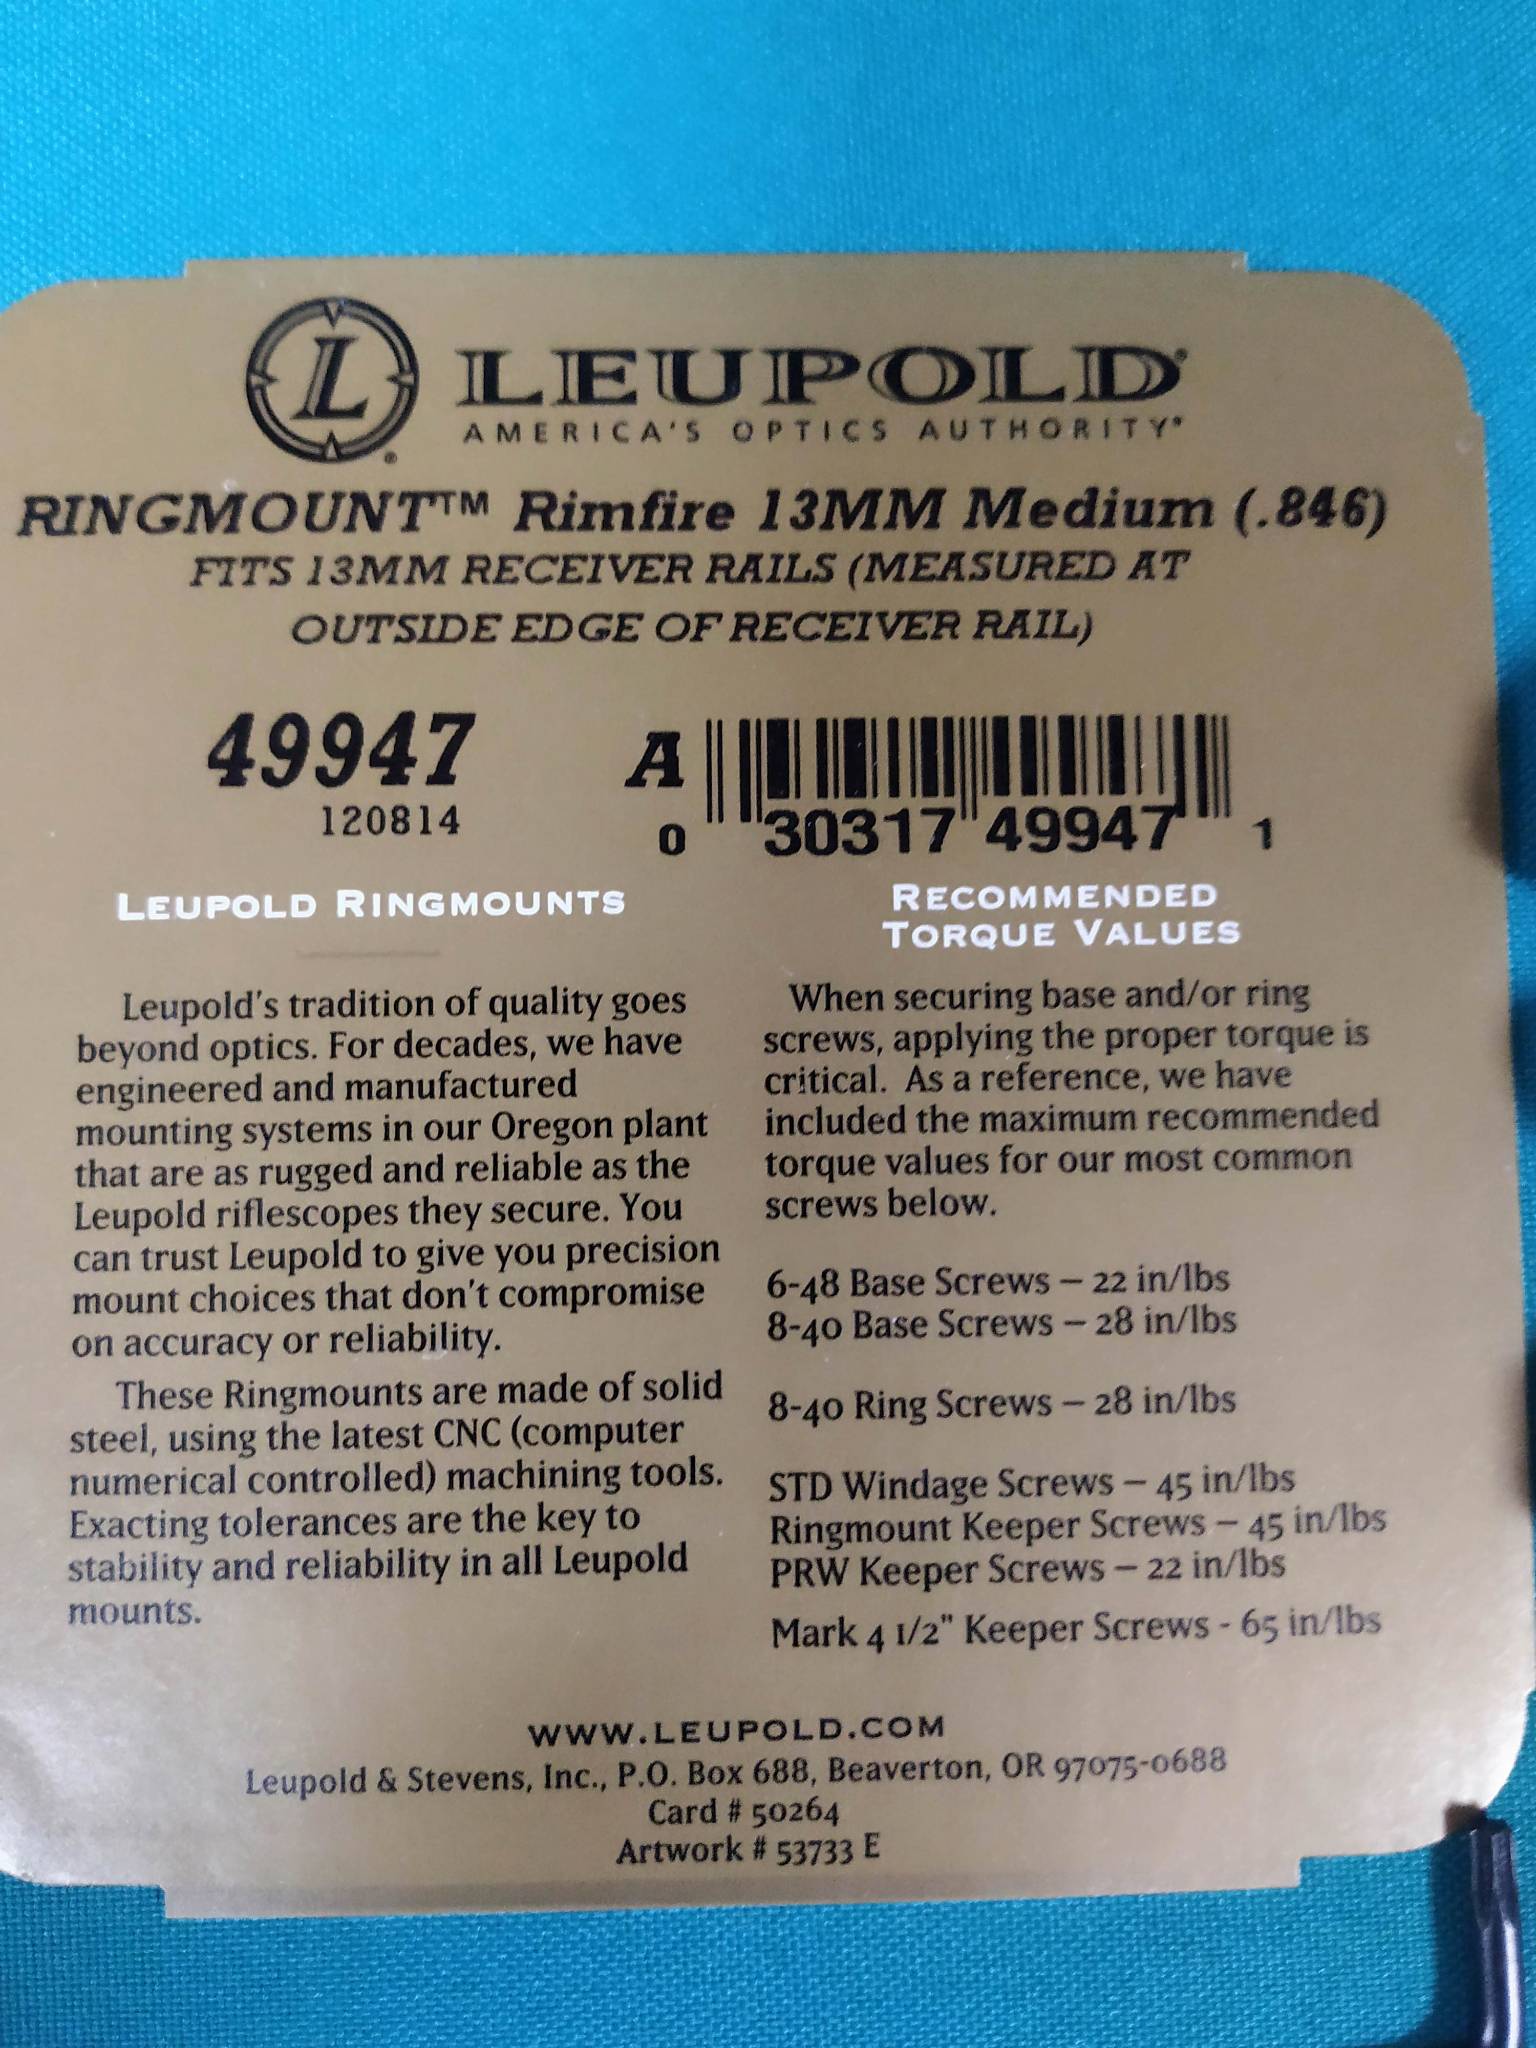 L
LEUPOLD®
AMERICA'S OPTICS AUTHORITY®
RINGMOUNT™ Rimfire 13MM Medium (.846)
FITS 13MM RECEIVER RAILS (MEASURED AT
OUTSIDE EDGE OF RECEIVER RAIL)
49947
120814
A
0 30317 49947 1
LEUPOLD RINGMOUNTS
Leupold's tradition of quality goes
beyond optics. For decades, we have
engineered and manufactured
mounting systems in our Oregon plant
that are as rugged and reliable as the
Leupold riflescopes they secure. You
can trust Leupold to give you precision
mount choices that don't compromise
on accuracy or reliability.
These Ringmounts are made of solid
steel, using the latest CNC (computer
numerical controlled) machining tools.
Exacting tolerances are the key to
stability and reliability in all Leupold
mounts.
RECOMMENDED
TORQUE VALUES
When securing base and/or ring
screws, applying the proper torque is
critical. As a reference, we have
included the maximum recommended
torque values for our most common
screws below.
6-48 Base Screws – 22 in/lbs
8-40 Base Screws – 28 in/lbs
8-40 Ring Screws – 28 in/lbs
STD Windage Screws – 45 in/lbs
Ringmount Keeper Screws – 45 in/lbs
PRW Keeper Screws – 22 in/lbs
Mark 4 1/2" Keeper Screws - 65 in/lbs
WWW.LEUPOLD.COM
Leupold & Stevens, Inc., P.O. Box 688, Beaverton, OR 97075-0688
Card # 50264
Artwork # 53733 E